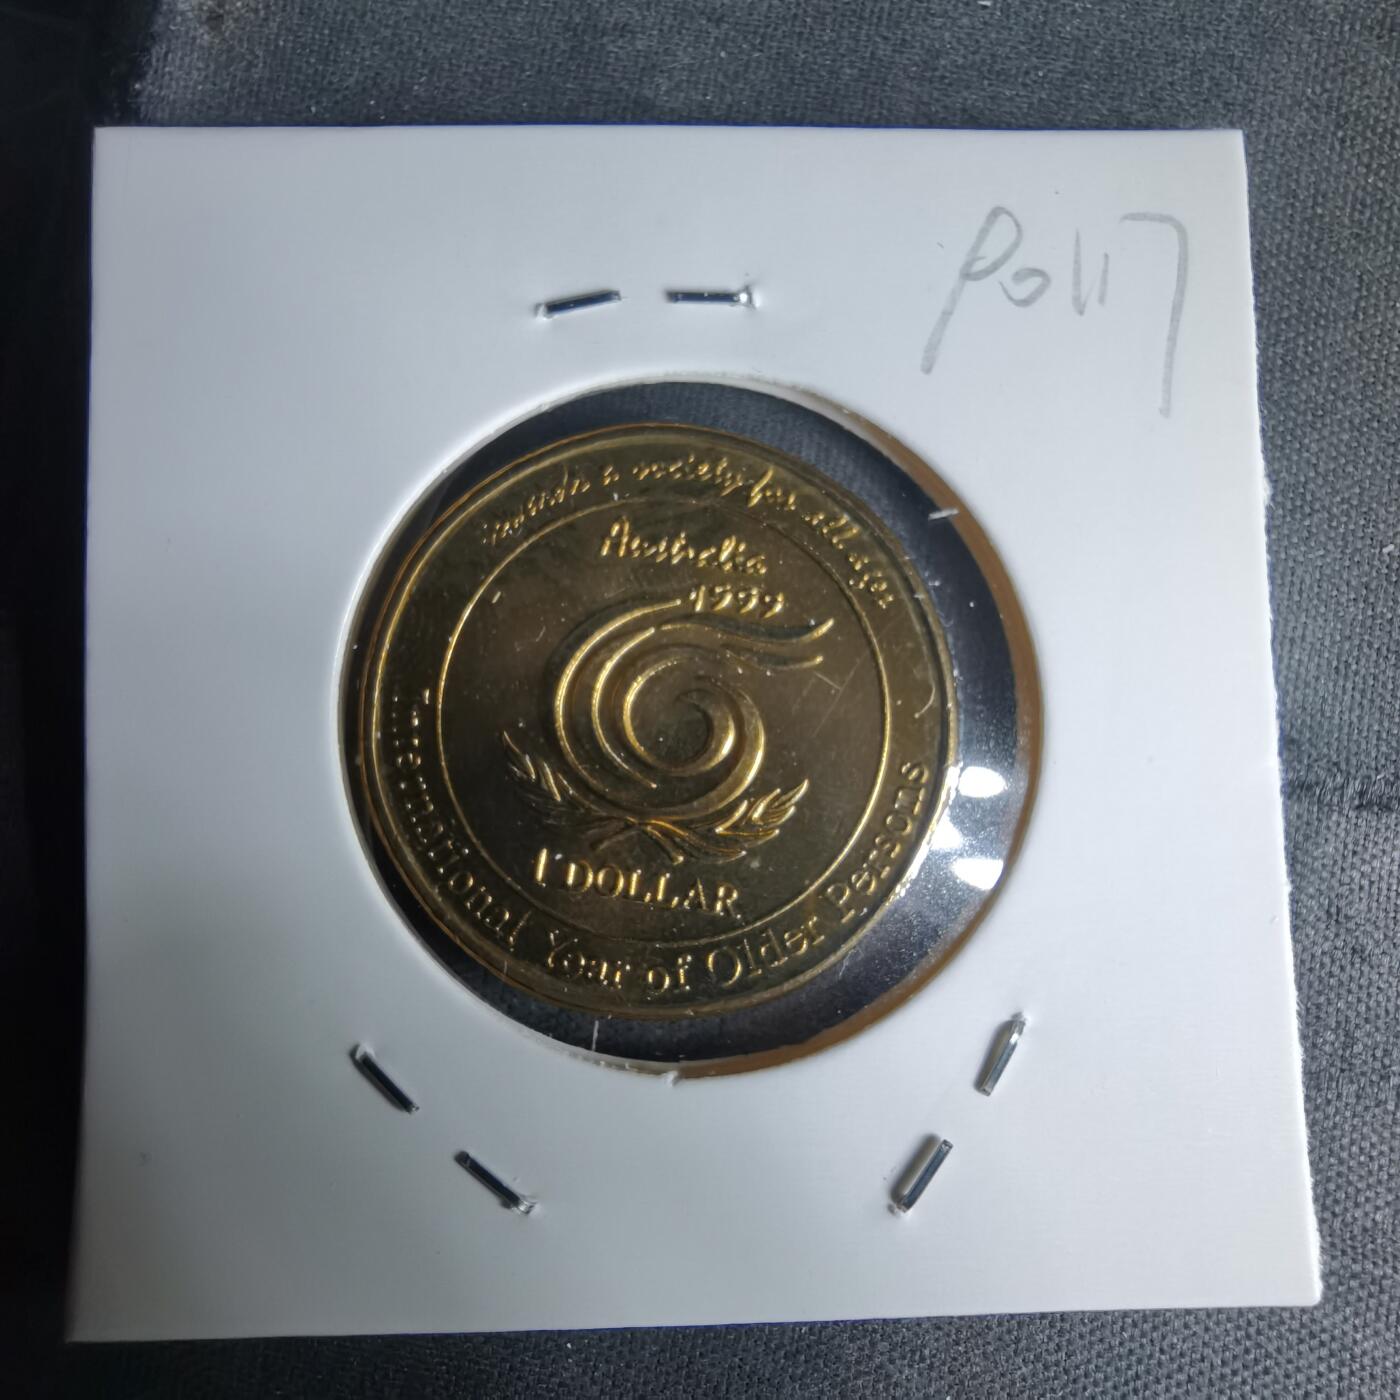 P0117
Towards a society for all ages
Australia
1999
1 DOLLAR
International Year of Older Persons